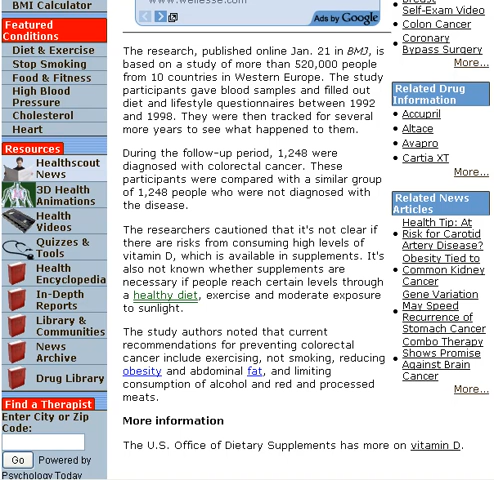 BMI Calculator
Featured
Conditions
Diet & Exercise
Stop Smoking
Food & Fitness
High Blood
Pressure
Cholesterol
Heart
Resources
Healthscout
News
3D Health
Animations
Health
Videos
Quizzes &
Tools
Health
Encyclopedia
In-Depth
Reports
Library &
Communities
News
Archive
Drug Library
Find a Therapist
Enter City or Zip
Code:
Go Powered by
Psychology Today
www.wellesse.com
Ads by Google
The research, published online Jan. 21 in BMJ, is
based on a study of more than 520,000 people
from 10 countries in Western Europe. The study
participants gave blood samples and filled out
diet and lifestyle questionnaires between 1992
and 1998. They were then tracked for several
more years to see what happened to them.
During the follow-up period, 1,248 were
diagnosed with colorectal cancer. These
participants were compared with a similar group
of 1,248 people who were not diagnosed with
the disease.
The researchers cautioned that it's not clear if
there are risks from consuming high levels of
vitamin D, which is available in supplements. It's
also not known whether supplements are
necessary if people reach certain levels through
a healthy diet, exercise and moderate exposure
to sunlight.
The study authors noted that current
recommendations for preventing colorectal
cancer include exercising, not smoking, reducing
obesity and abdominal fat, and limiting
consumption of alcohol and red and processed
meats.
More information
The U.S. Office of Dietary Supplements has more on vitamin D.
Breast
Self-Exam Video
Colon Cancer
Coronary
Bypass Surgery
More...
Related Drug
Information
Accupril
Altace
Avapro
Cartia XT
More...
Related News
Articles
Health Tip: At
Risk for Carotid
Artery Disease?
Obesity Tied to
Common Kidney
Cancer
Gene Variation
May Speed
Recurrence of
Stomach Cancer
Combo Therapy
Shows Promise
Against Brain
Cancer
More...